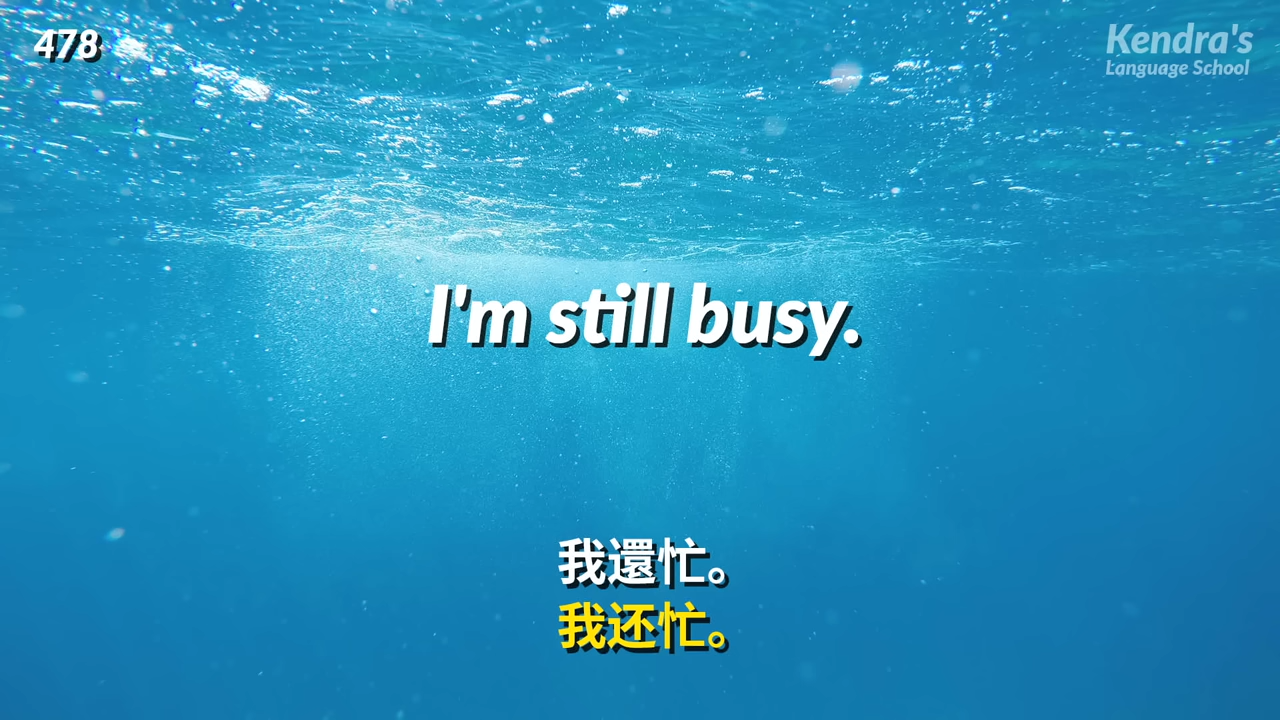 478
Kendra's
Language School
I'm still busy.
我還忙。
我还忙。